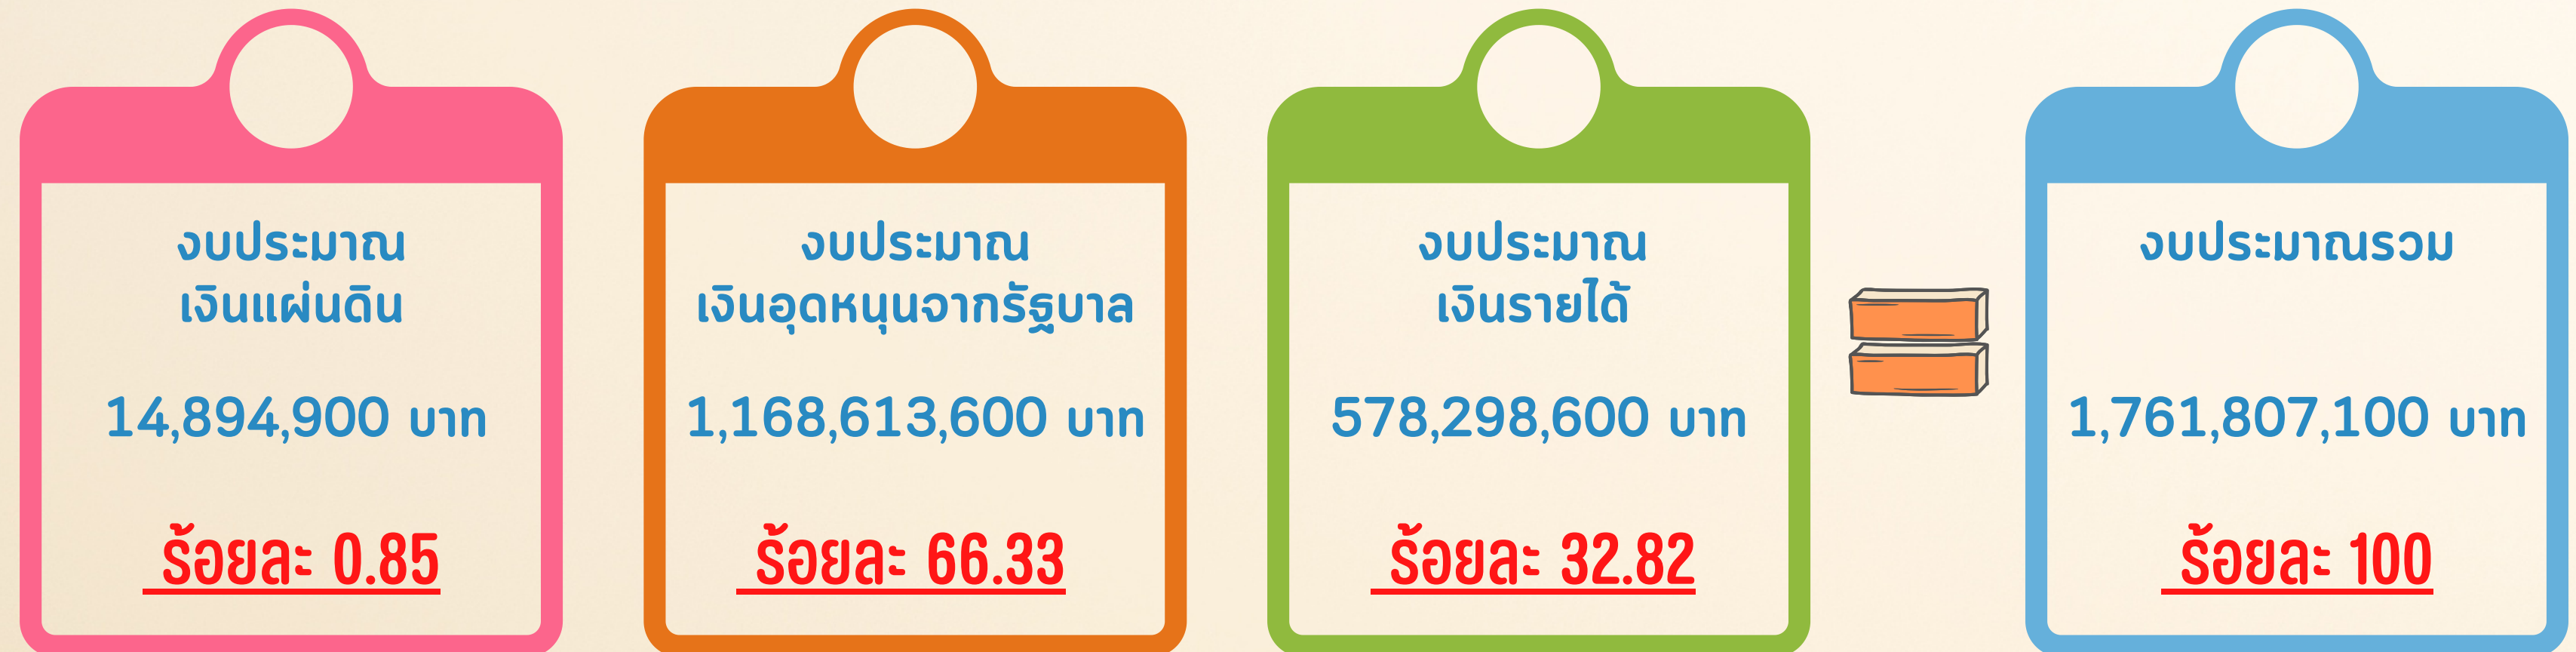 งบประมาณ
เงินแผ่นดิน
14,894,900 บาท
ร้อยละ 0.85
งบประมาณ
เงินอุดหนุนจากรัฐบาล
1,168,613,600 บาท
ร้อยละ 66.33
งบประมาณ
เงินรายได้
578,298,600 บาท
ร้อยละ 32.82
งบประมาณรวม
1,761,807,100 บาท
ร้อยละ 100